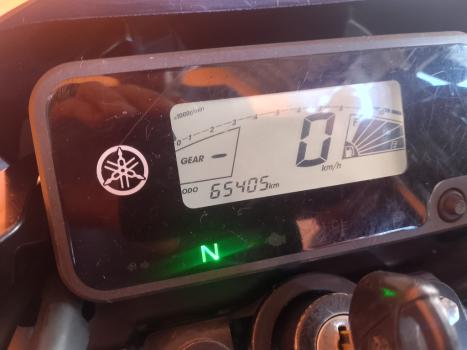 x1000r/min
0 1 2 3
GEAR -
0
km/h
F
E
ODO 65405km
N